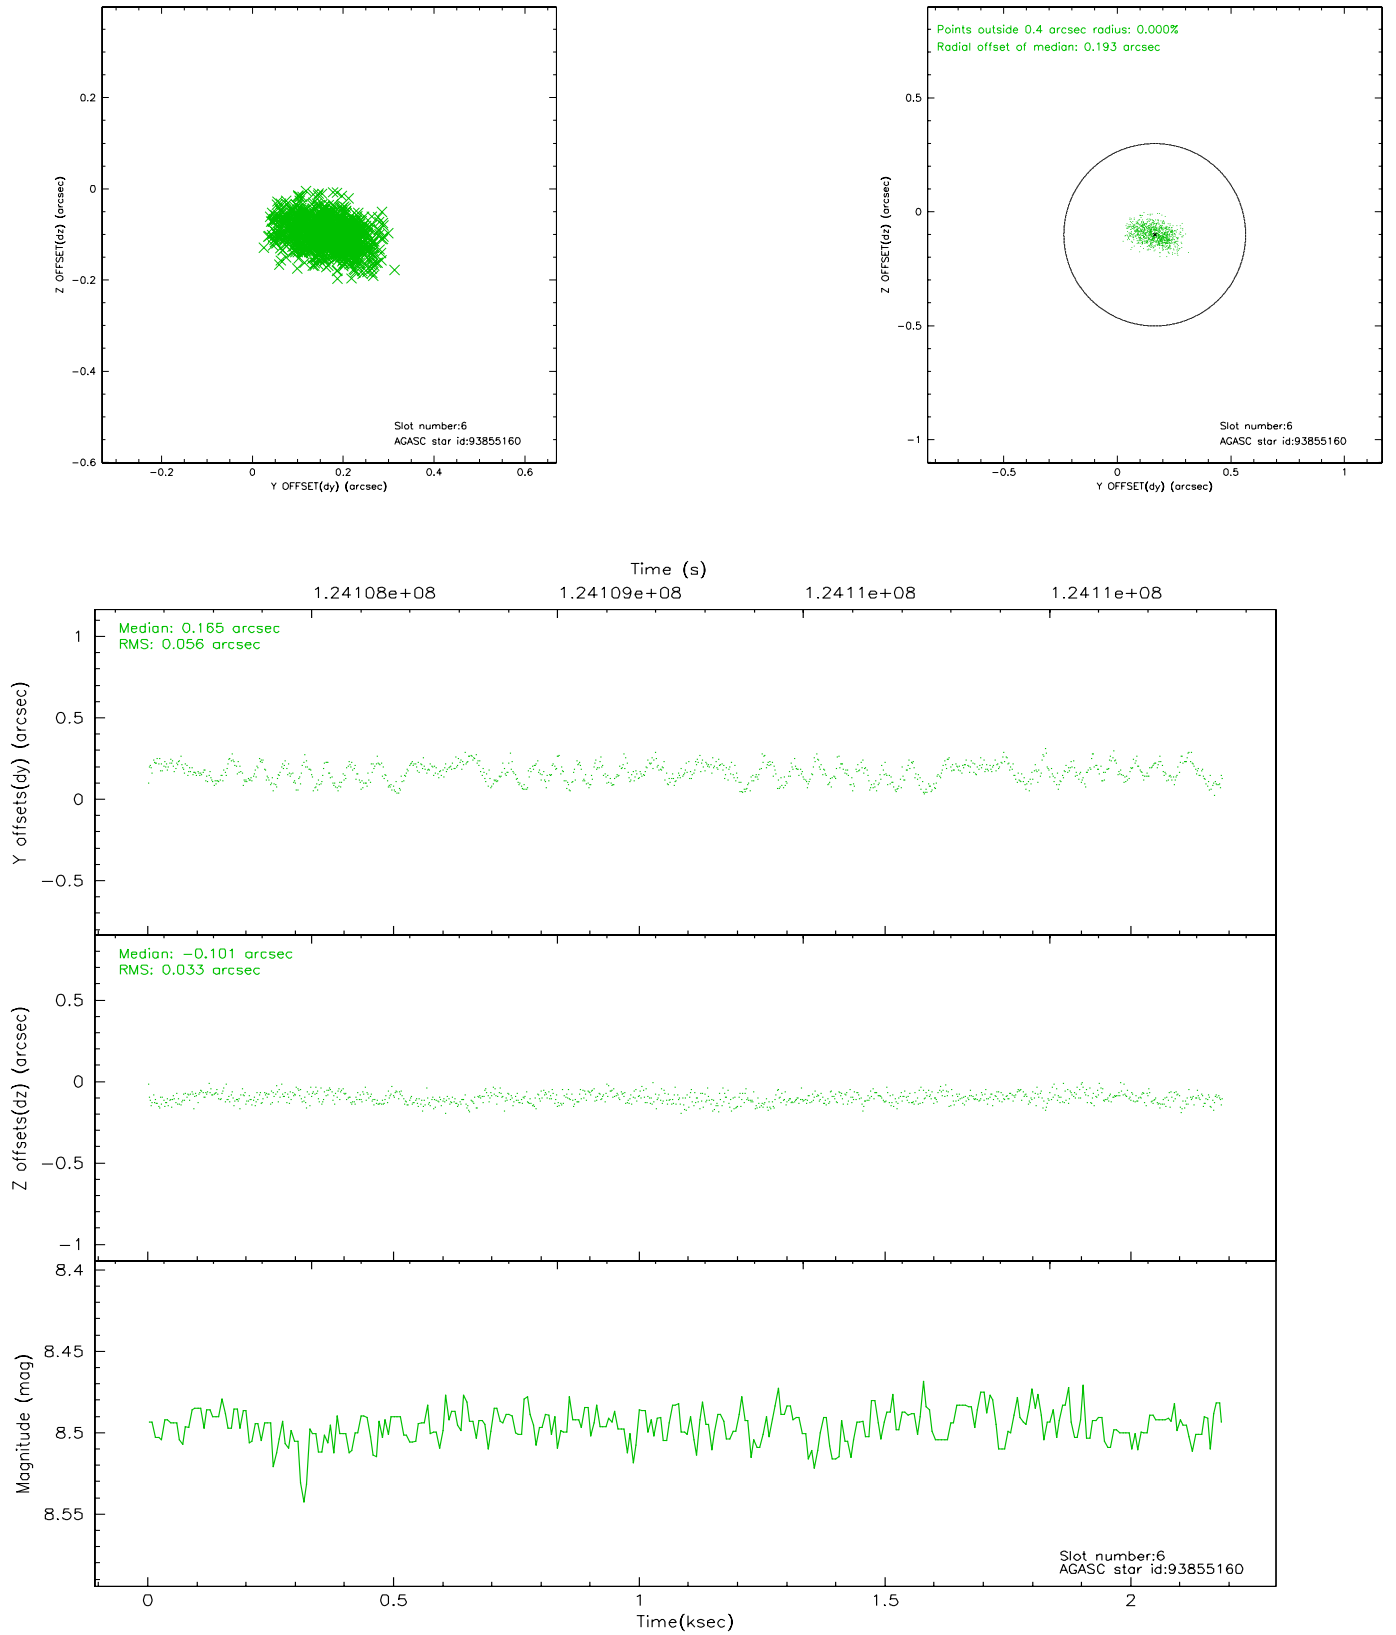 0.2
0
−0.2
−0.4
−0.6
Z OFFSET(dz) (arcsec)
Slot number:6
AGASC star id:93855160
−0.2 0 0.2 0.4 0.6
Y OFFSET(dy) (arcsec)
Points outside 0.4 arcsec radius: 0.000%
Radial offset of median: 0.193 arcsec
0.5
0
−0.5
−1
Z OFFSET(dz) (arcsec)
Slot number:6
AGASC star id:93855160
−0.5 0 0.5 1
Y OFFSET(dy) (arcsec)
Time (s)
1.24108e+08 1.24109e+08 1.2411e+08 1.2411e+08
Median: 0.165 arcsec
RMS: 0.056 arcsec
1
0.5
0
−0.5
Y offsets(dy) (arcsec)
Median: −0.101 arcsec
RMS: 0.033 arcsec
0.5
0
−0.5
−1
Z offsets(dz) (arcsec)
8.4
8.45
8.5
8.55
Magnitude (mag)
Slot number:6
AGASC star id:93855160
0 0.5 1 1.5 2
Time(ksec)